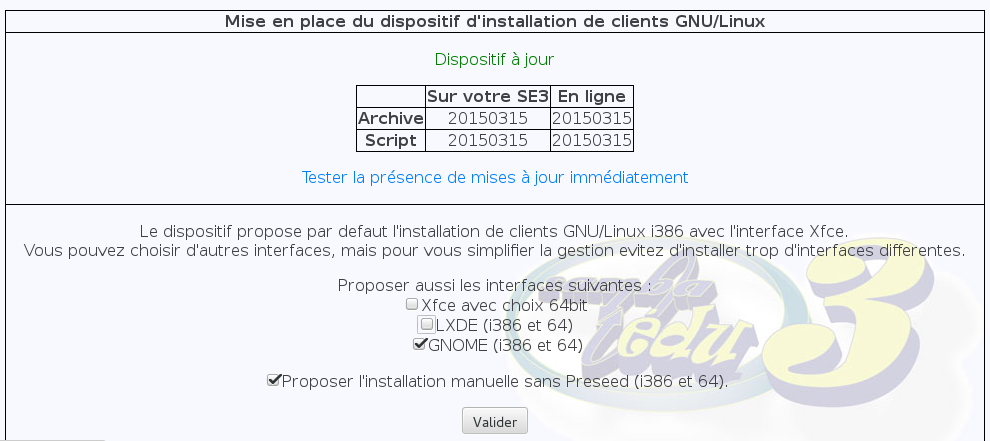 Mise en place du dispositif d'installation de clients GNU/Linux
Dispositif à jour
Sur votre SE3 En ligne
Archive 20150315 20150315
Script 20150315 20150315
Tester la présence de mises à jour immédiatement
Le dispositif propose par defaut l'installation de clients GNU/Linux i386 avec l'interface Xfce.
Vous pouvez choisir d'autres interfaces, mais pour vous simplifier la gestion evitez d'installer trop d'interfaces differentes.
Proposer aussi les interfaces suivantes :
Xfce avec choix 64bit
LXDE (i386 et 64)
GNOME (i386 et 64)
Proposer l'installation manuelle sans Preseed (i386 et 64).
Valider
samba
tédu
3